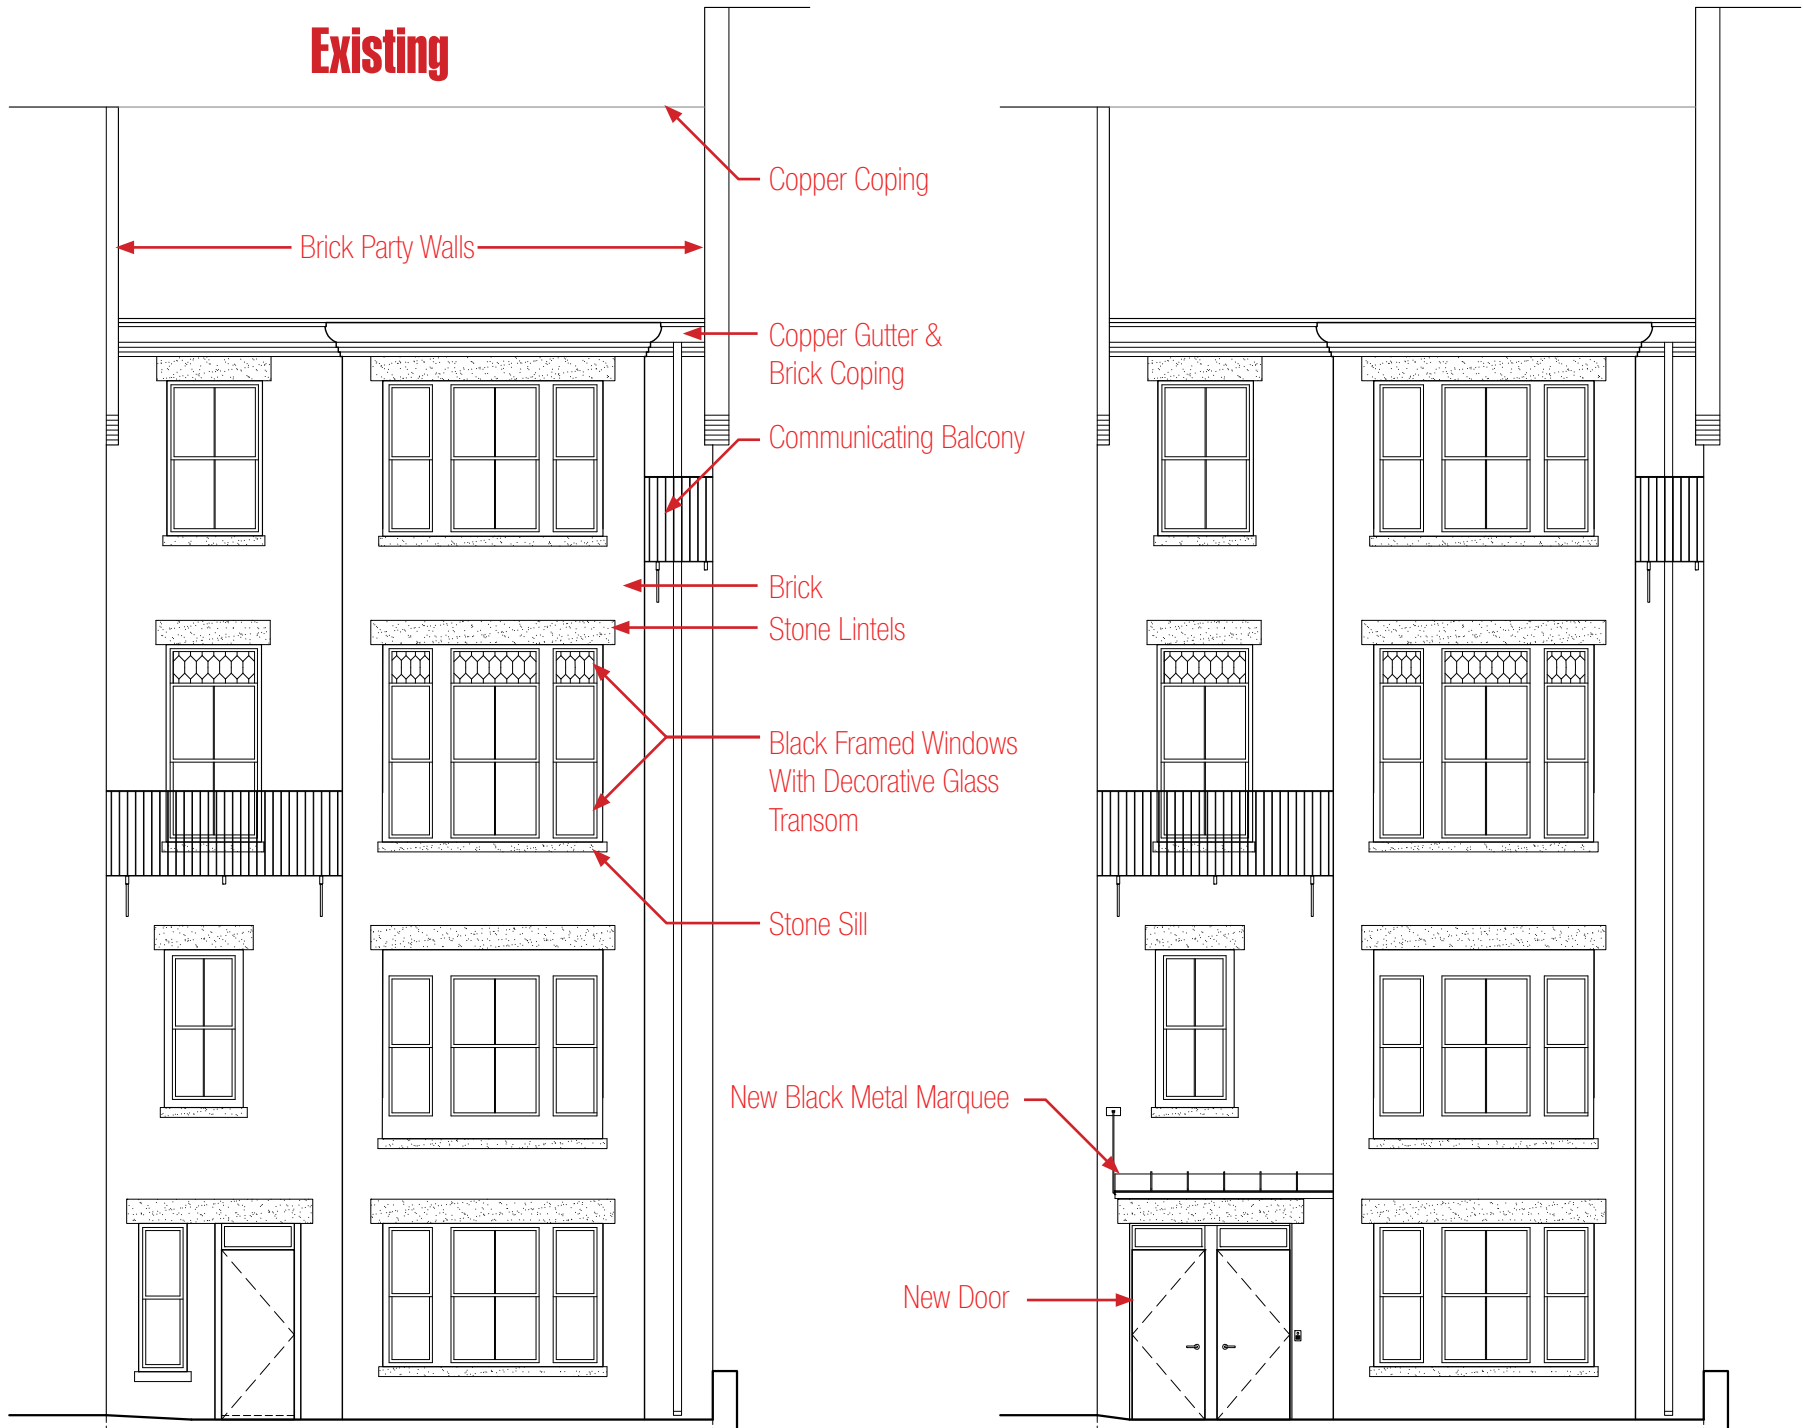 Existing
Copper Coping
Brick Party Walls
Copper Gutter &
Brick Coping
Communicating Balcony
Brick
Stone Lintels
Black Framed Windows
With Decorative Glass
Transom
Stone Sill
New Black Metal Marquee
New Door